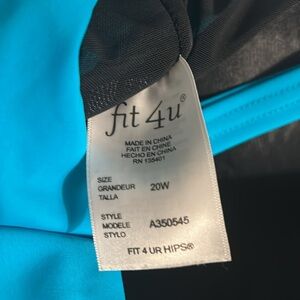 fit 4u®
MADE IN CHINA
FAIT EN CHINE
HECHO EN CHINA
RN 135401
SIZE
GRANDEUR 20W
TALLA
STYLE
MODELE A350545
STYLO
FIT 4 UR HIPS®